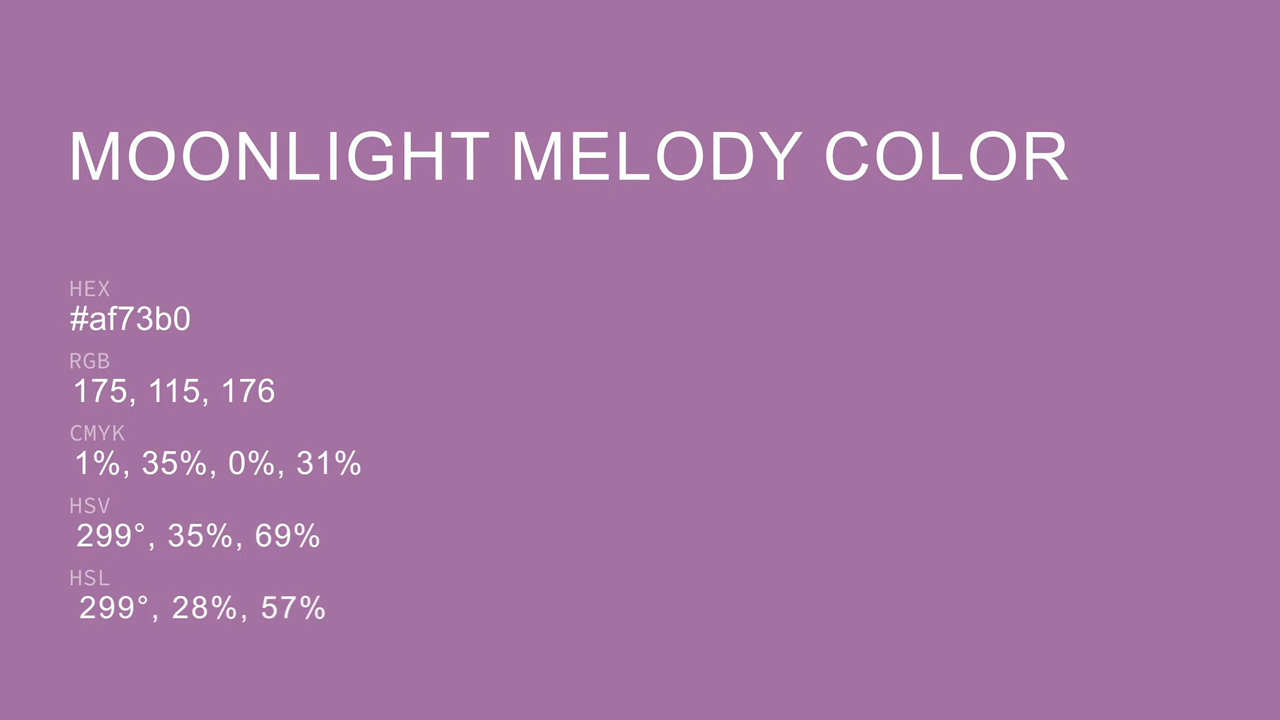 MOONLIGHT MELODY COLOR
HEX
#af73b0
RGB
175, 115, 176
CMYK
1%, 35%, 0%, 31%
HSV
299°, 35%, 69%
HSL
299°, 28%, 57%